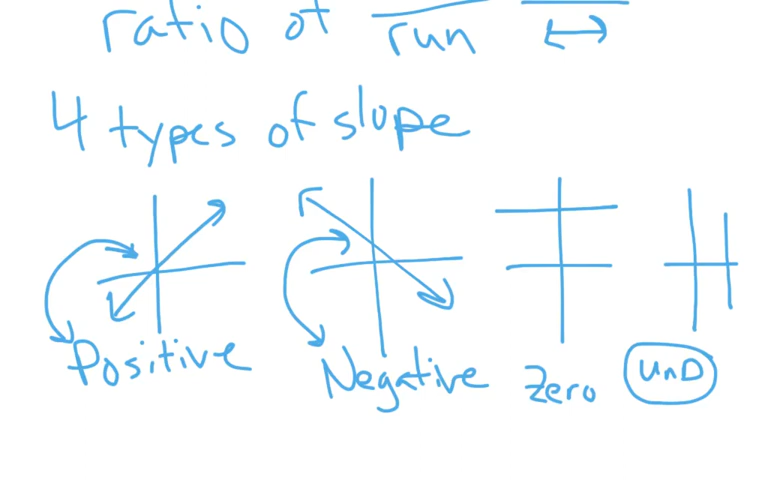 ratio of run
4 types of slope
Positive Negative Zero UnD